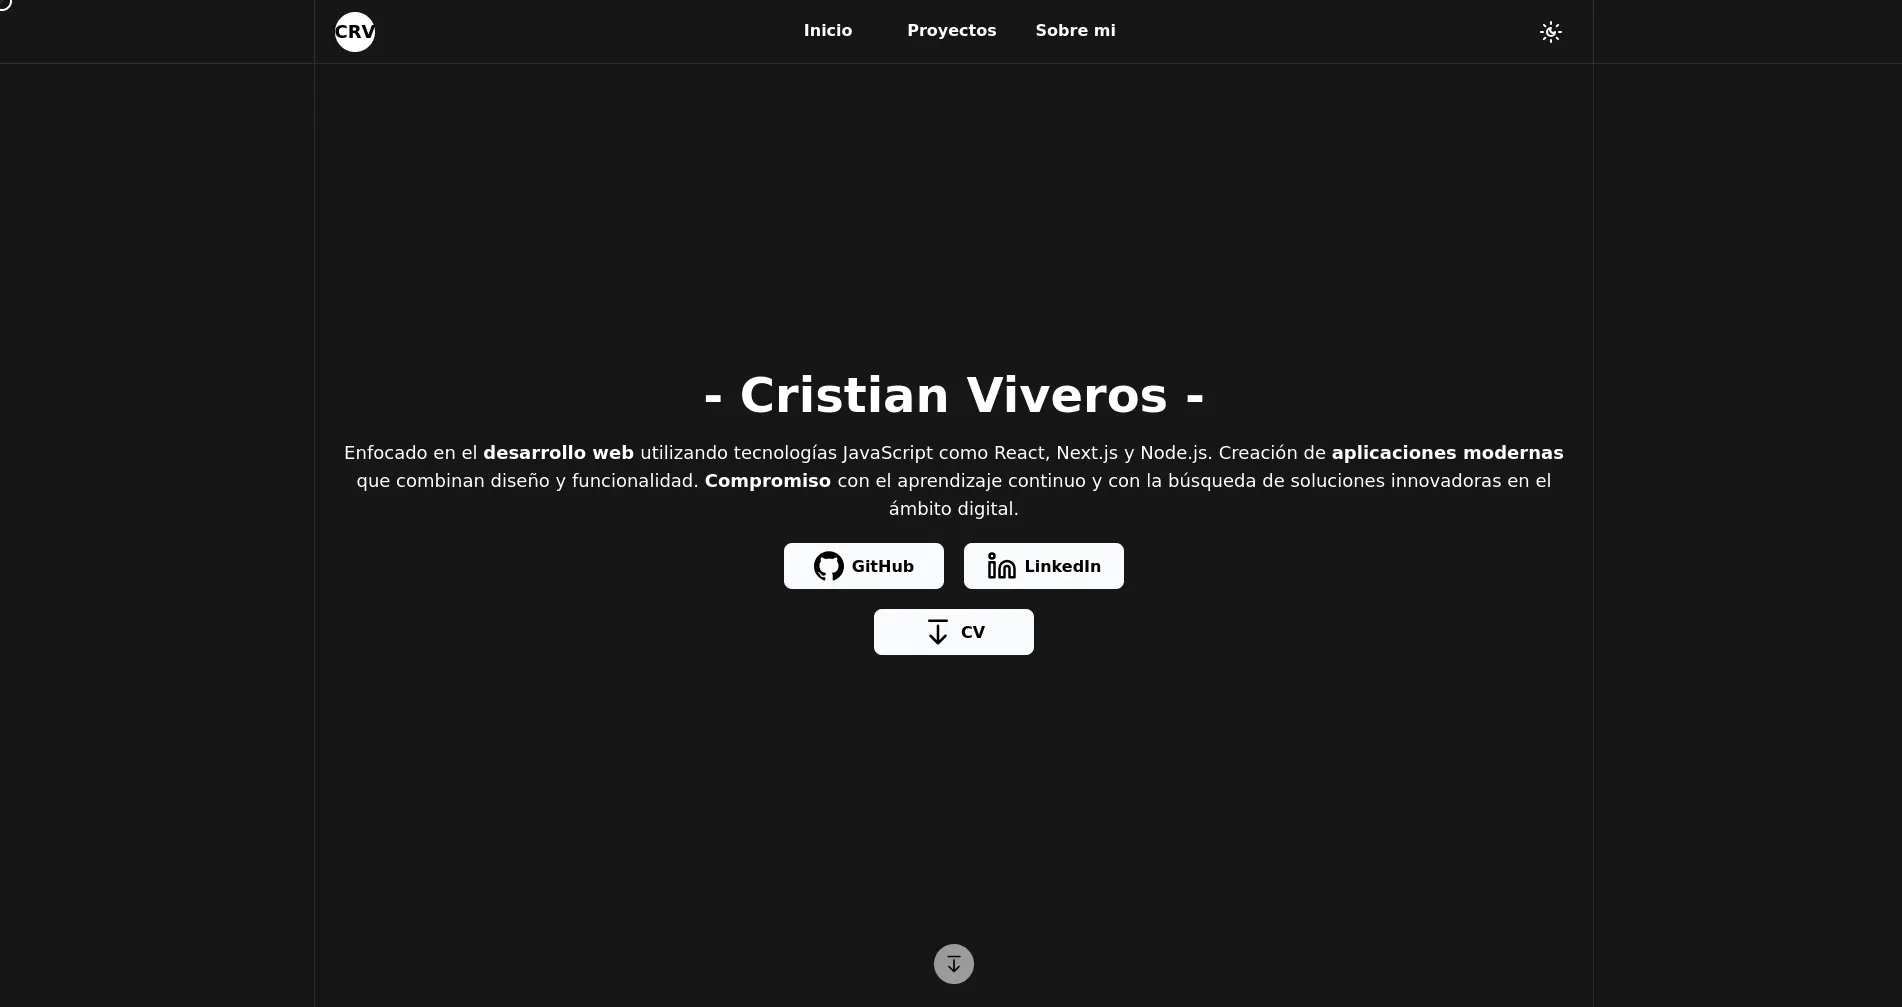 CRV
Inicio
Proyectos
Sobre mi
- Cristian Viveros -
Enfocado en el desarrollo web utilizando tecnologías JavaScript como React, Next.js y Node.js. Creación de aplicaciones modernas
que combinan diseño y funcionalidad. Compromiso con el aprendizaje continuo y con la búsqueda de soluciones innovadoras en el
ámbito digital.
GitHub
LinkedIn
CV